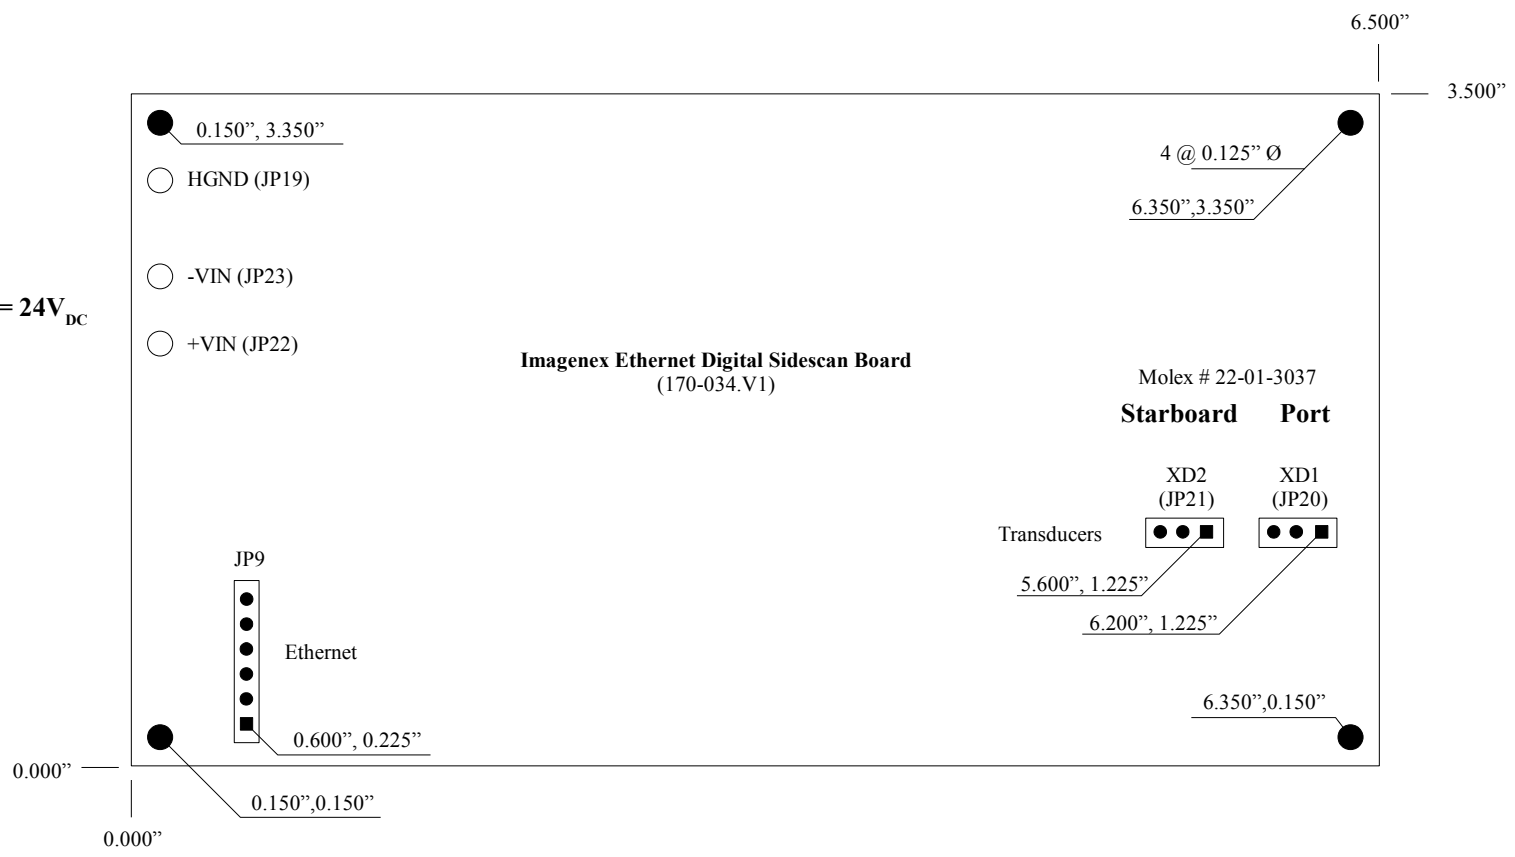 6.500”
3.500”
0.150”, 3.350”
4 @ 0.125” Ø
HGND (JP19)
6.350”,3.350”
-VIN (JP23)
= 24VDC
+VIN (JP22)
Imagenex Ethernet Digital Sidescan Board
(170-034.V1)
Molex # 22-01-3037
Starboard Port
XD2 XD1
(JP21) (JP20)
Transducers
JP9
5.600”, 1.225”
6.200”, 1.225”
Ethernet
6.350”,0.150”
0.600”, 0.225”
0.000”
0.150”,0.150”
0.000”